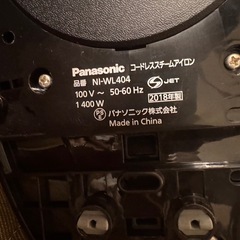 Panasonic コードレススチームアイロン
品番 NI-WL404
100 V～ 50-60 Hz
1 400 W
JET
2018年製
パナソニック株式会社
Made in China